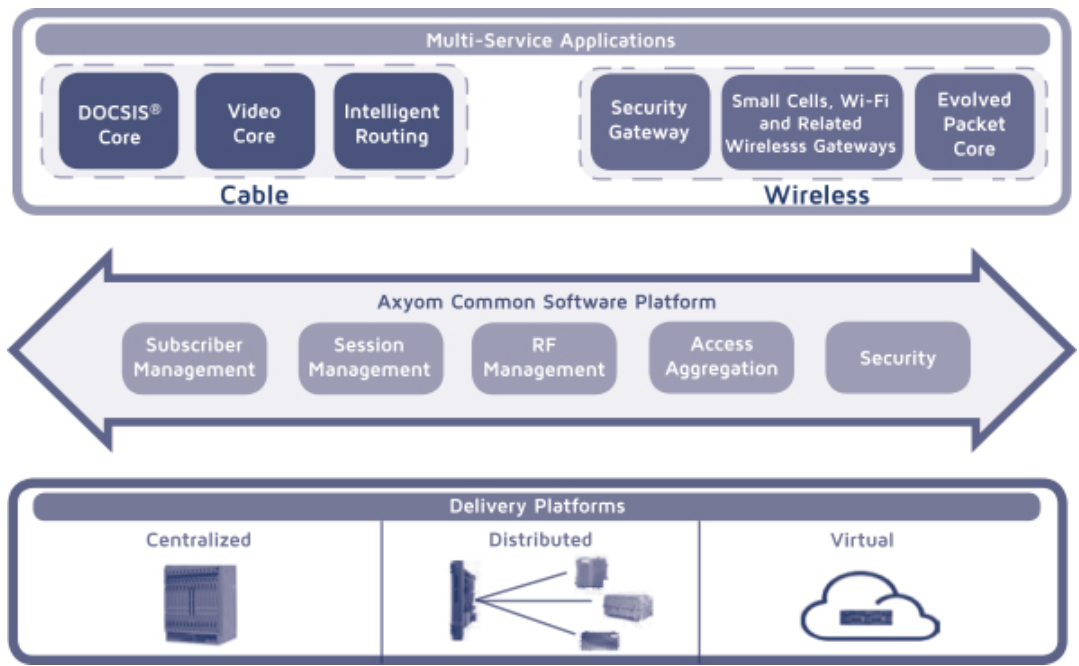 Multi-Service Applications
DOCSIS® Core
Video Core
Intelligent Routing
Cable
Security Gateway
Small Cells, Wi-Fi and Related Wirelesss Gateways
Evolved Packet Core
Wireless
Axyom Common Software Platform
Subscriber Management
Session Management
RF Management
Access Aggregation
Security
Delivery Platforms
Centralized
Distributed
Virtual